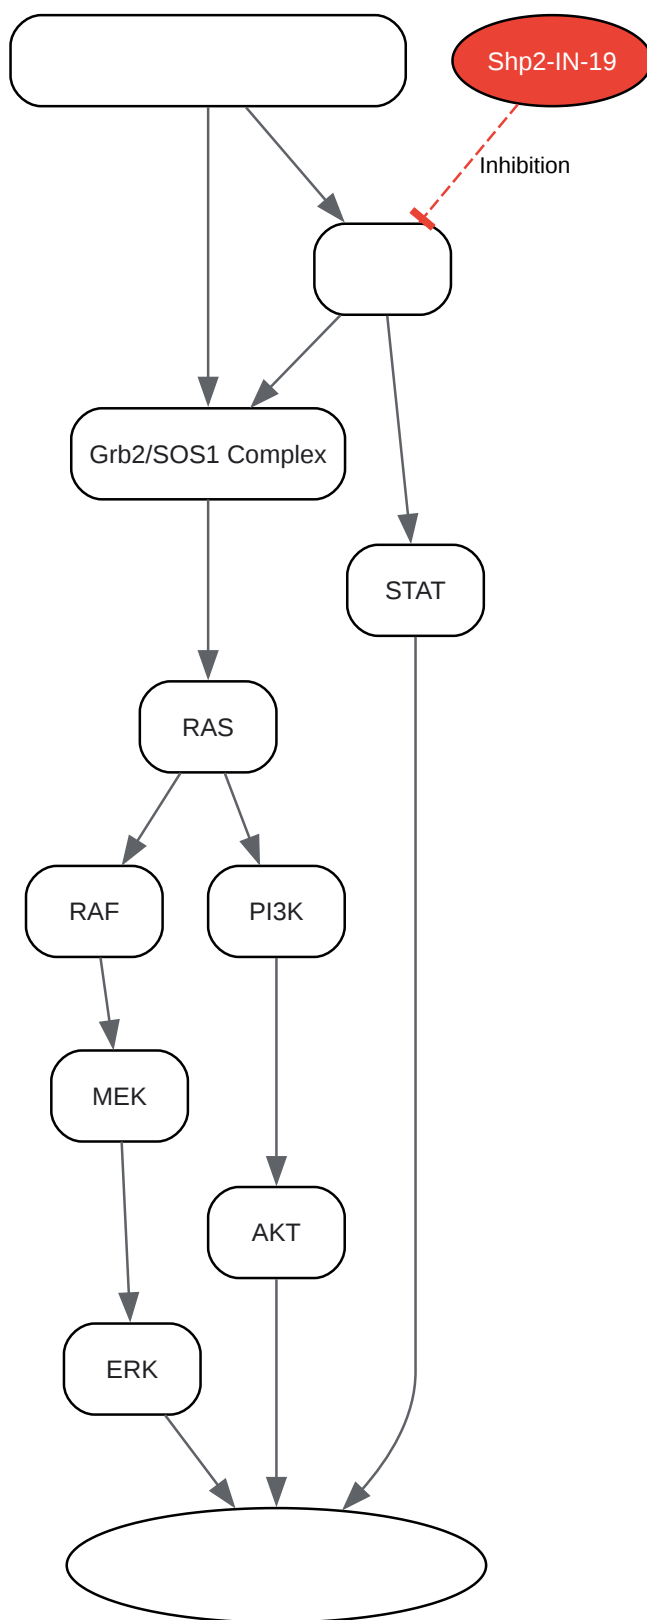 Shp2-IN-19
Inhibition
Grb2/SOS1 Complex
STAT
RAS
RAF
PI3K
MEK
AKT
ERK